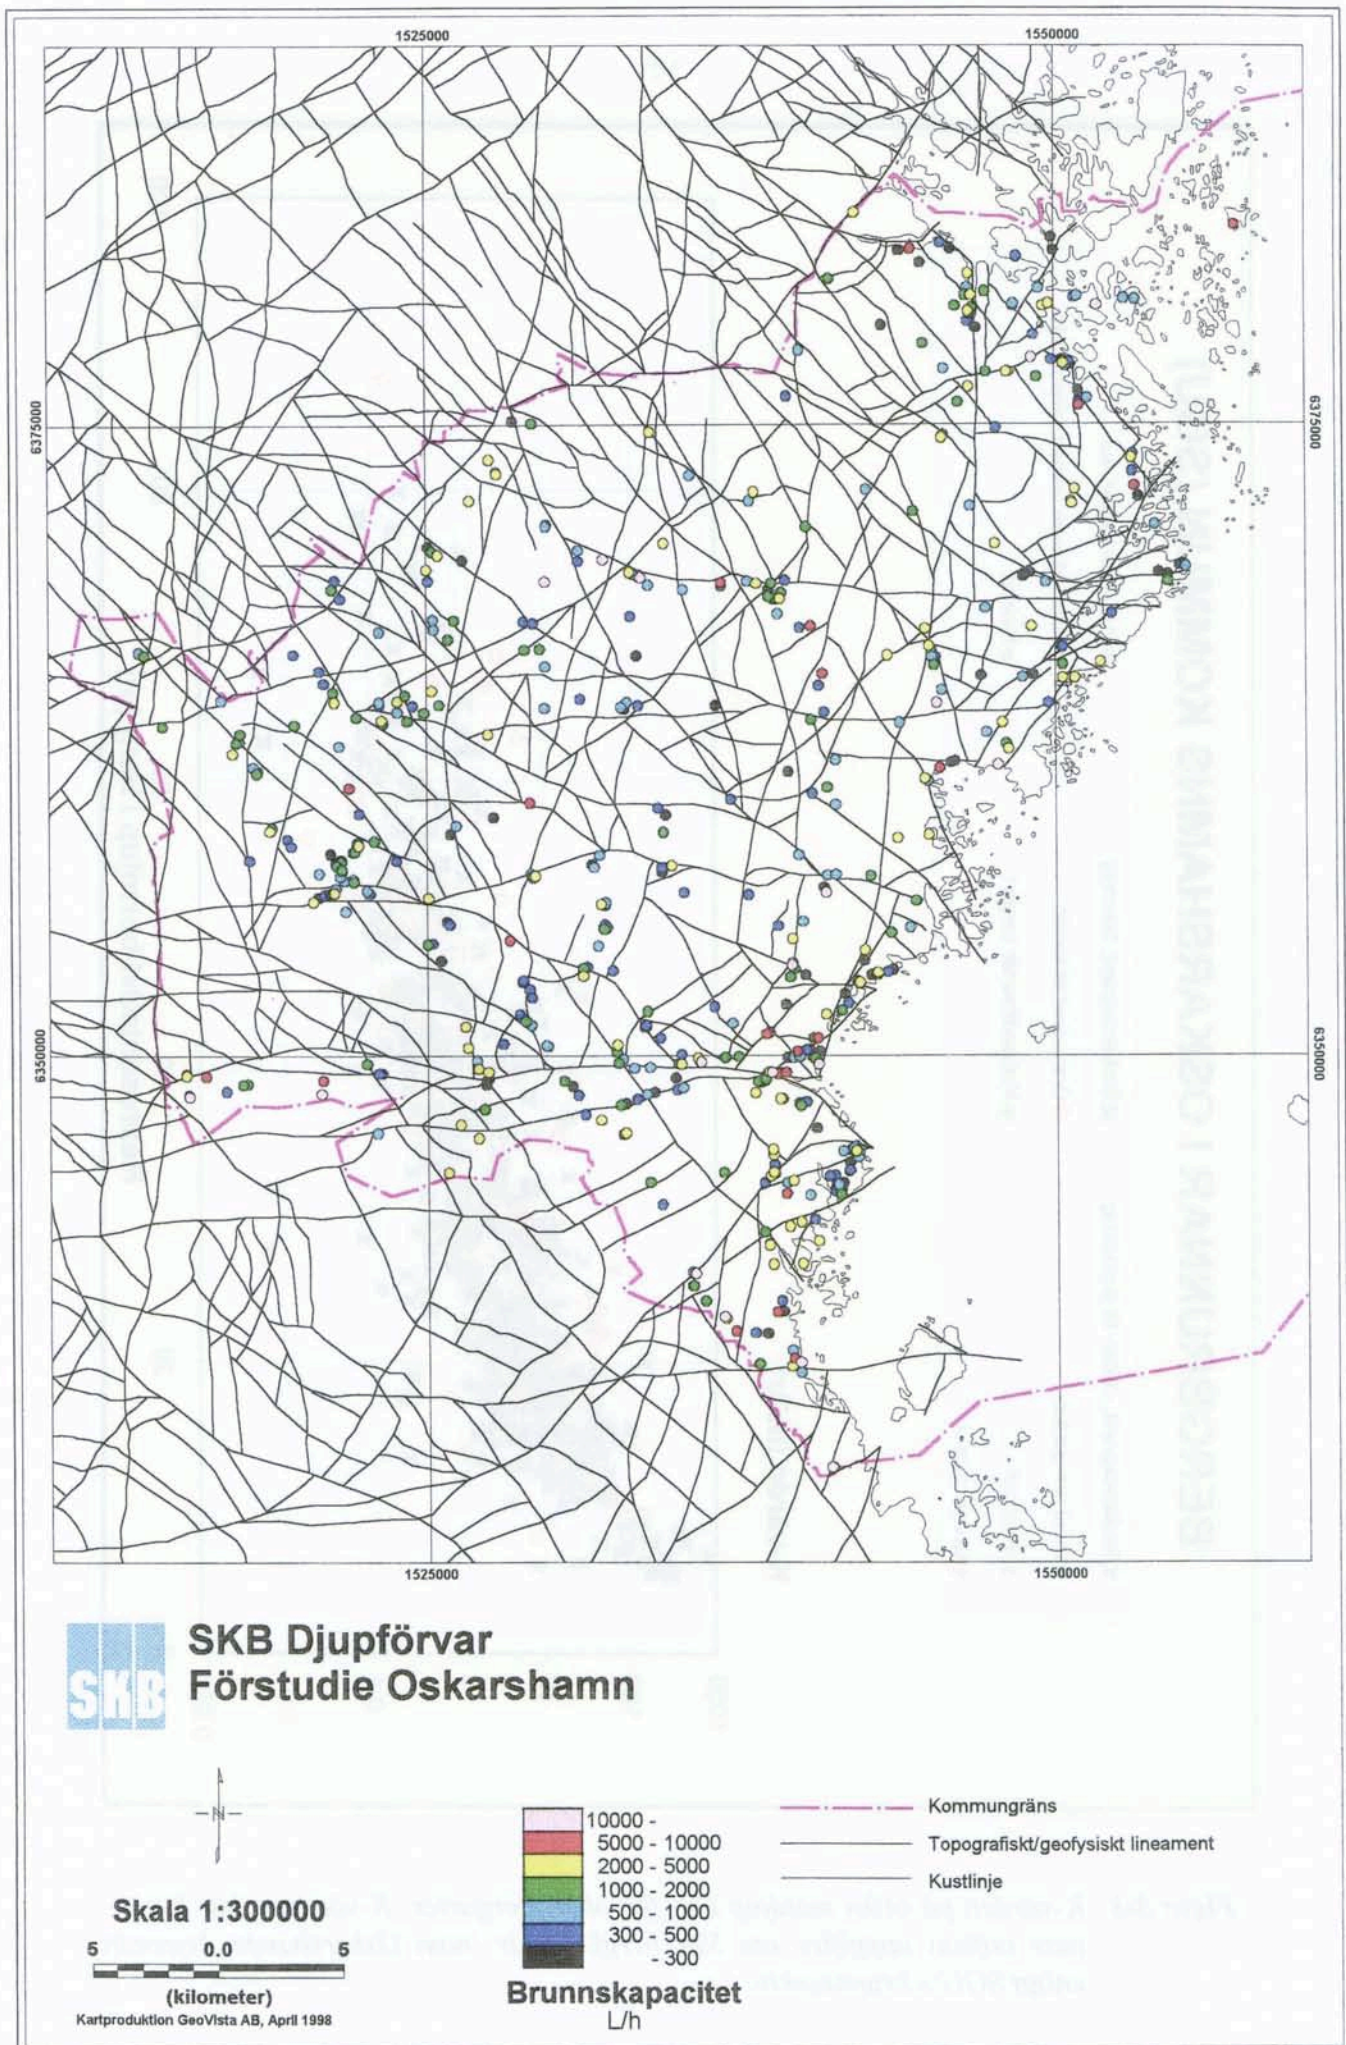 1525000
1550000
6375000
6375000
6350000
6350000
1525000
1550000
SKB
SKB Djupförvar
Förstudie Oskarshamn
N
Skala 1:300000
5 0.0 5
(kilometer)
Kartproduktion GeoVista AB, April 1998
10000 -
5000 - 10000
2000 - 5000
1000 - 2000
500 - 1000
300 - 500
- 300
Brunnskapacitet
L/h
Kommungräns
Topografiskt/geofysiskt lineament
Kustlinje